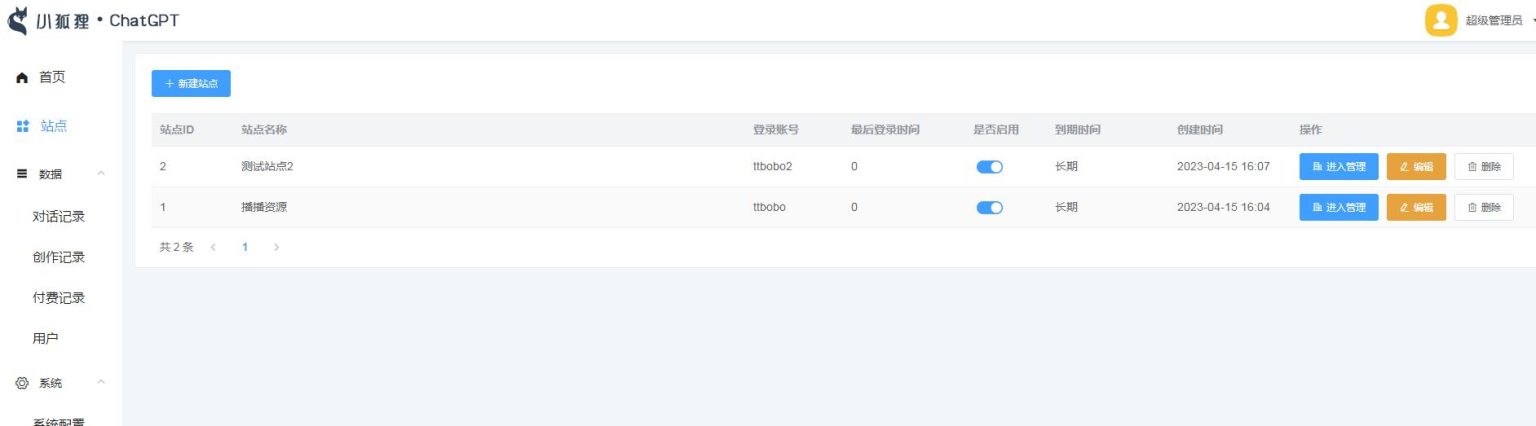 小狐狸·ChatGPT
超级管理员
首页
站点
数据
对话记录
创作记录
付费记录
用户
系统
系统配置
+ 新建站点
站点ID 站点名称 登录账号 最后登录时间 是否启用 到期时间 创建时间 操作
2 测试站点2 ttbobo2 0 长期 2023-04-15 16:07 进入管理 编辑 删除
1 播播资源 ttbobo 0 长期 2023-04-15 16:04 进入管理 编辑 删除
共 2 条 < 1 >